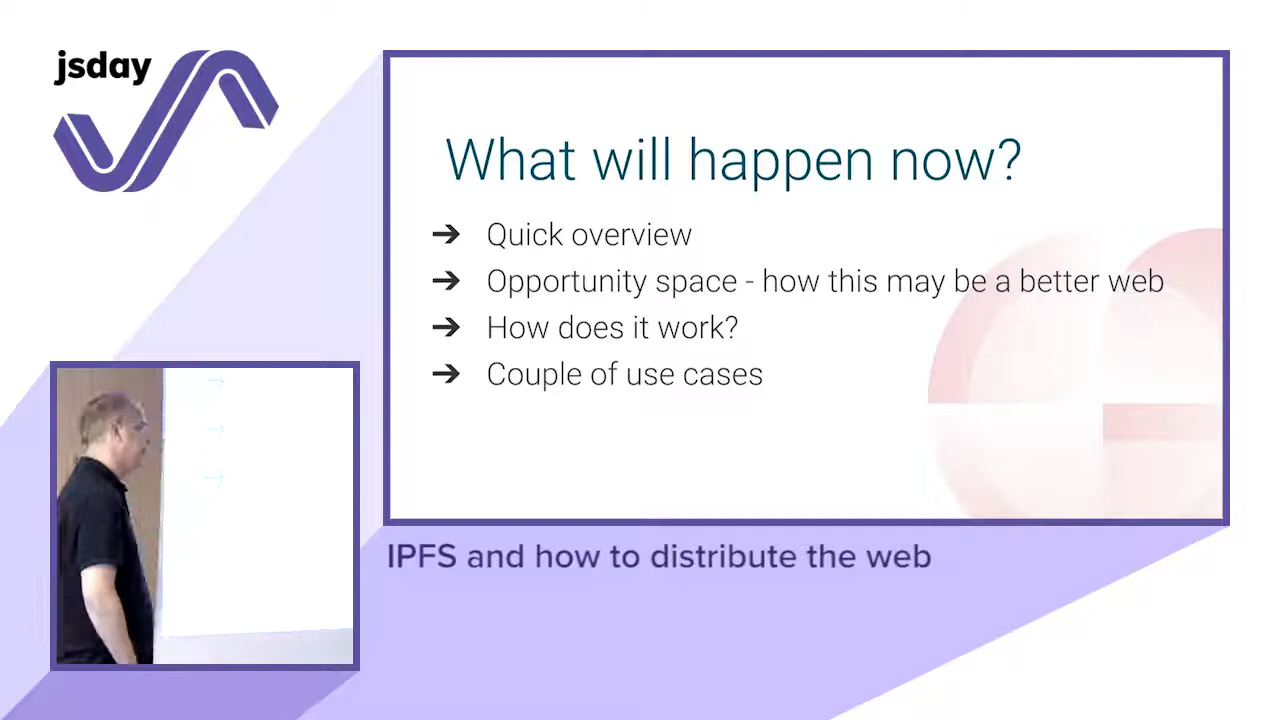 jsday
What will happen now?
➔ Quick overview
➔ Opportunity space - how this may be a better web
➔ How does it work?
➔ Couple of use cases
IPFS and how to distribute the web